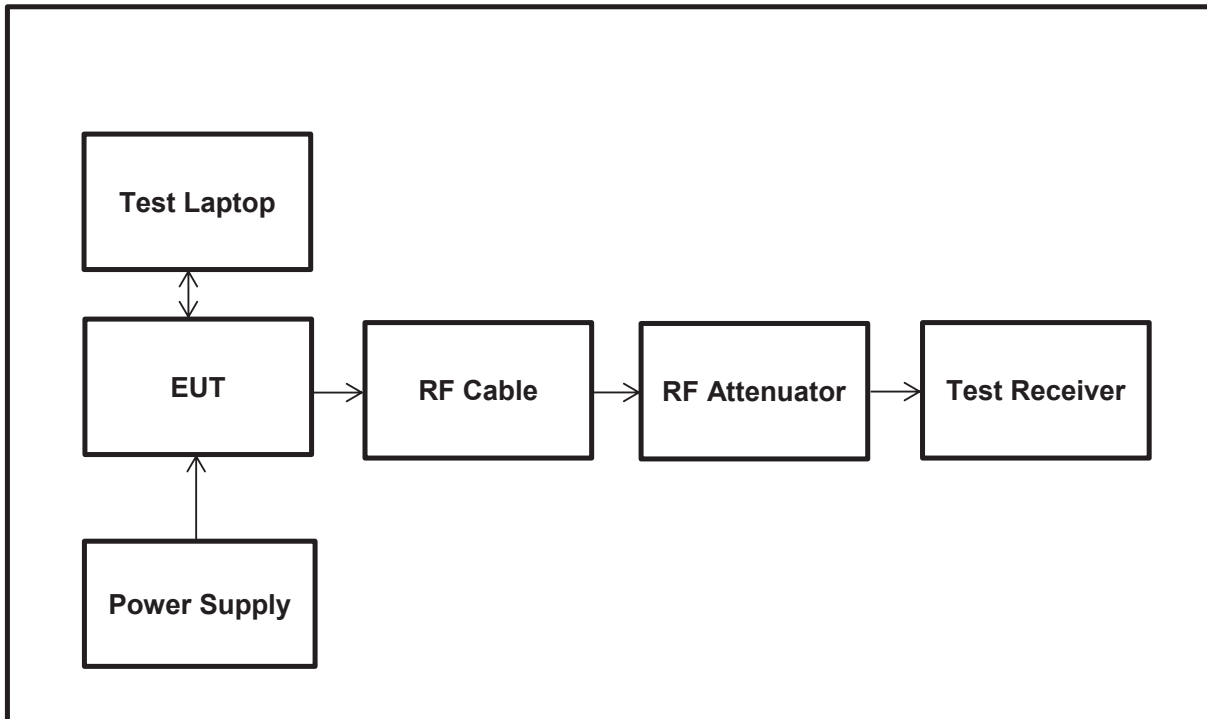 Test Laptop
EUT
RF Cable
RF Attenuator
Test Receiver
Power Supply